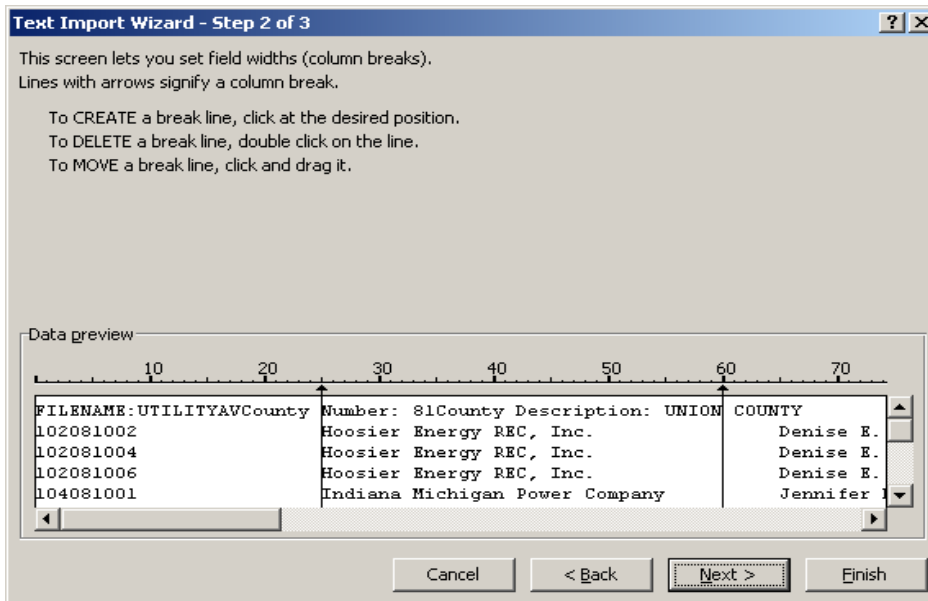 Text Import Wizard - Step 2 of 3
This screen lets you set field widths (column breaks).
Lines with arrows signify a column break.
To CREATE a break line, click at the desired position.
To DELETE a break line, double click on the line.
To MOVE a break line, click and drag it.
Data preview
10 20 30 40 50 60 70
FILENAME:UTILITYAVCounty Number: 81County Description: UNION COUNTY
102081002 Hoosier Energy REC, Inc. Denise E.
102081004 Hoosier Energy REC, Inc. Denise E.
102081006 Hoosier Energy REC, Inc. Denise E.
104081001 Indiana Michigan Power Company Jennifer
Cancel < Back Next > Finish